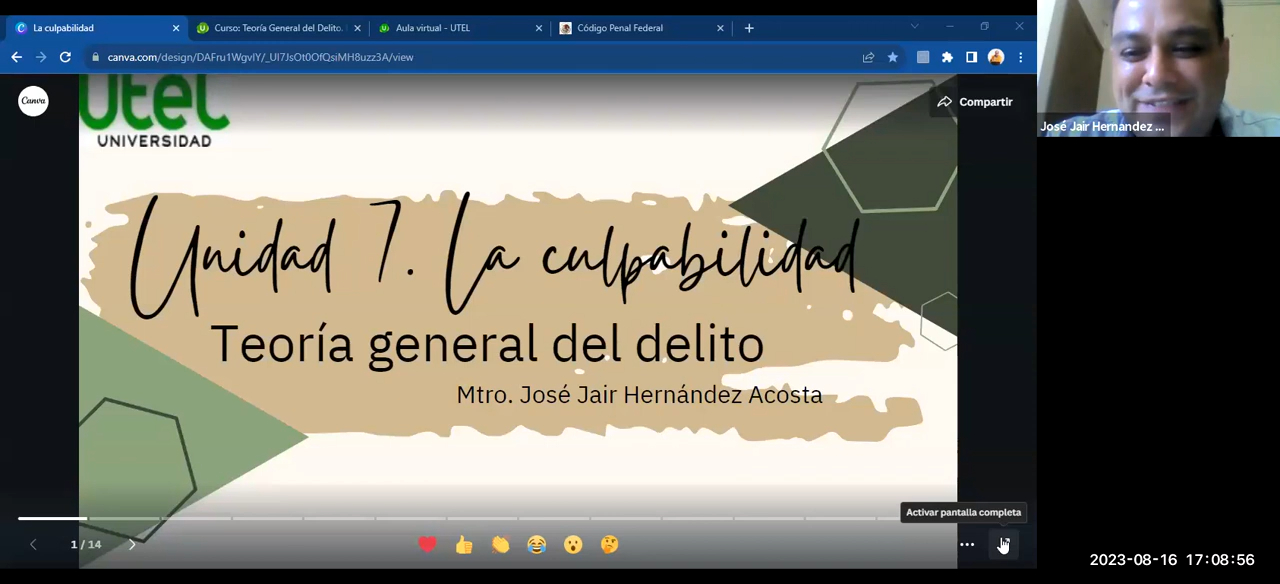 La culpabilidad
Curso: Teoría General del Delito.
Aula virtual - UTEL
Código Penal Federal
canva.com/design/DAFru1WgvlY/_Ul7JsOt0OfQsiMH8uzz3A/view
Canva
Compartir
utel
UNIVERSIDAD
José Jair Hernandez ...
Unidad 7. La culpabilidad
Teoría general del delito
Mtro. José Jair Hernández Acosta
Activar pantalla completa
1 / 14
2023-08-16 17:08:56